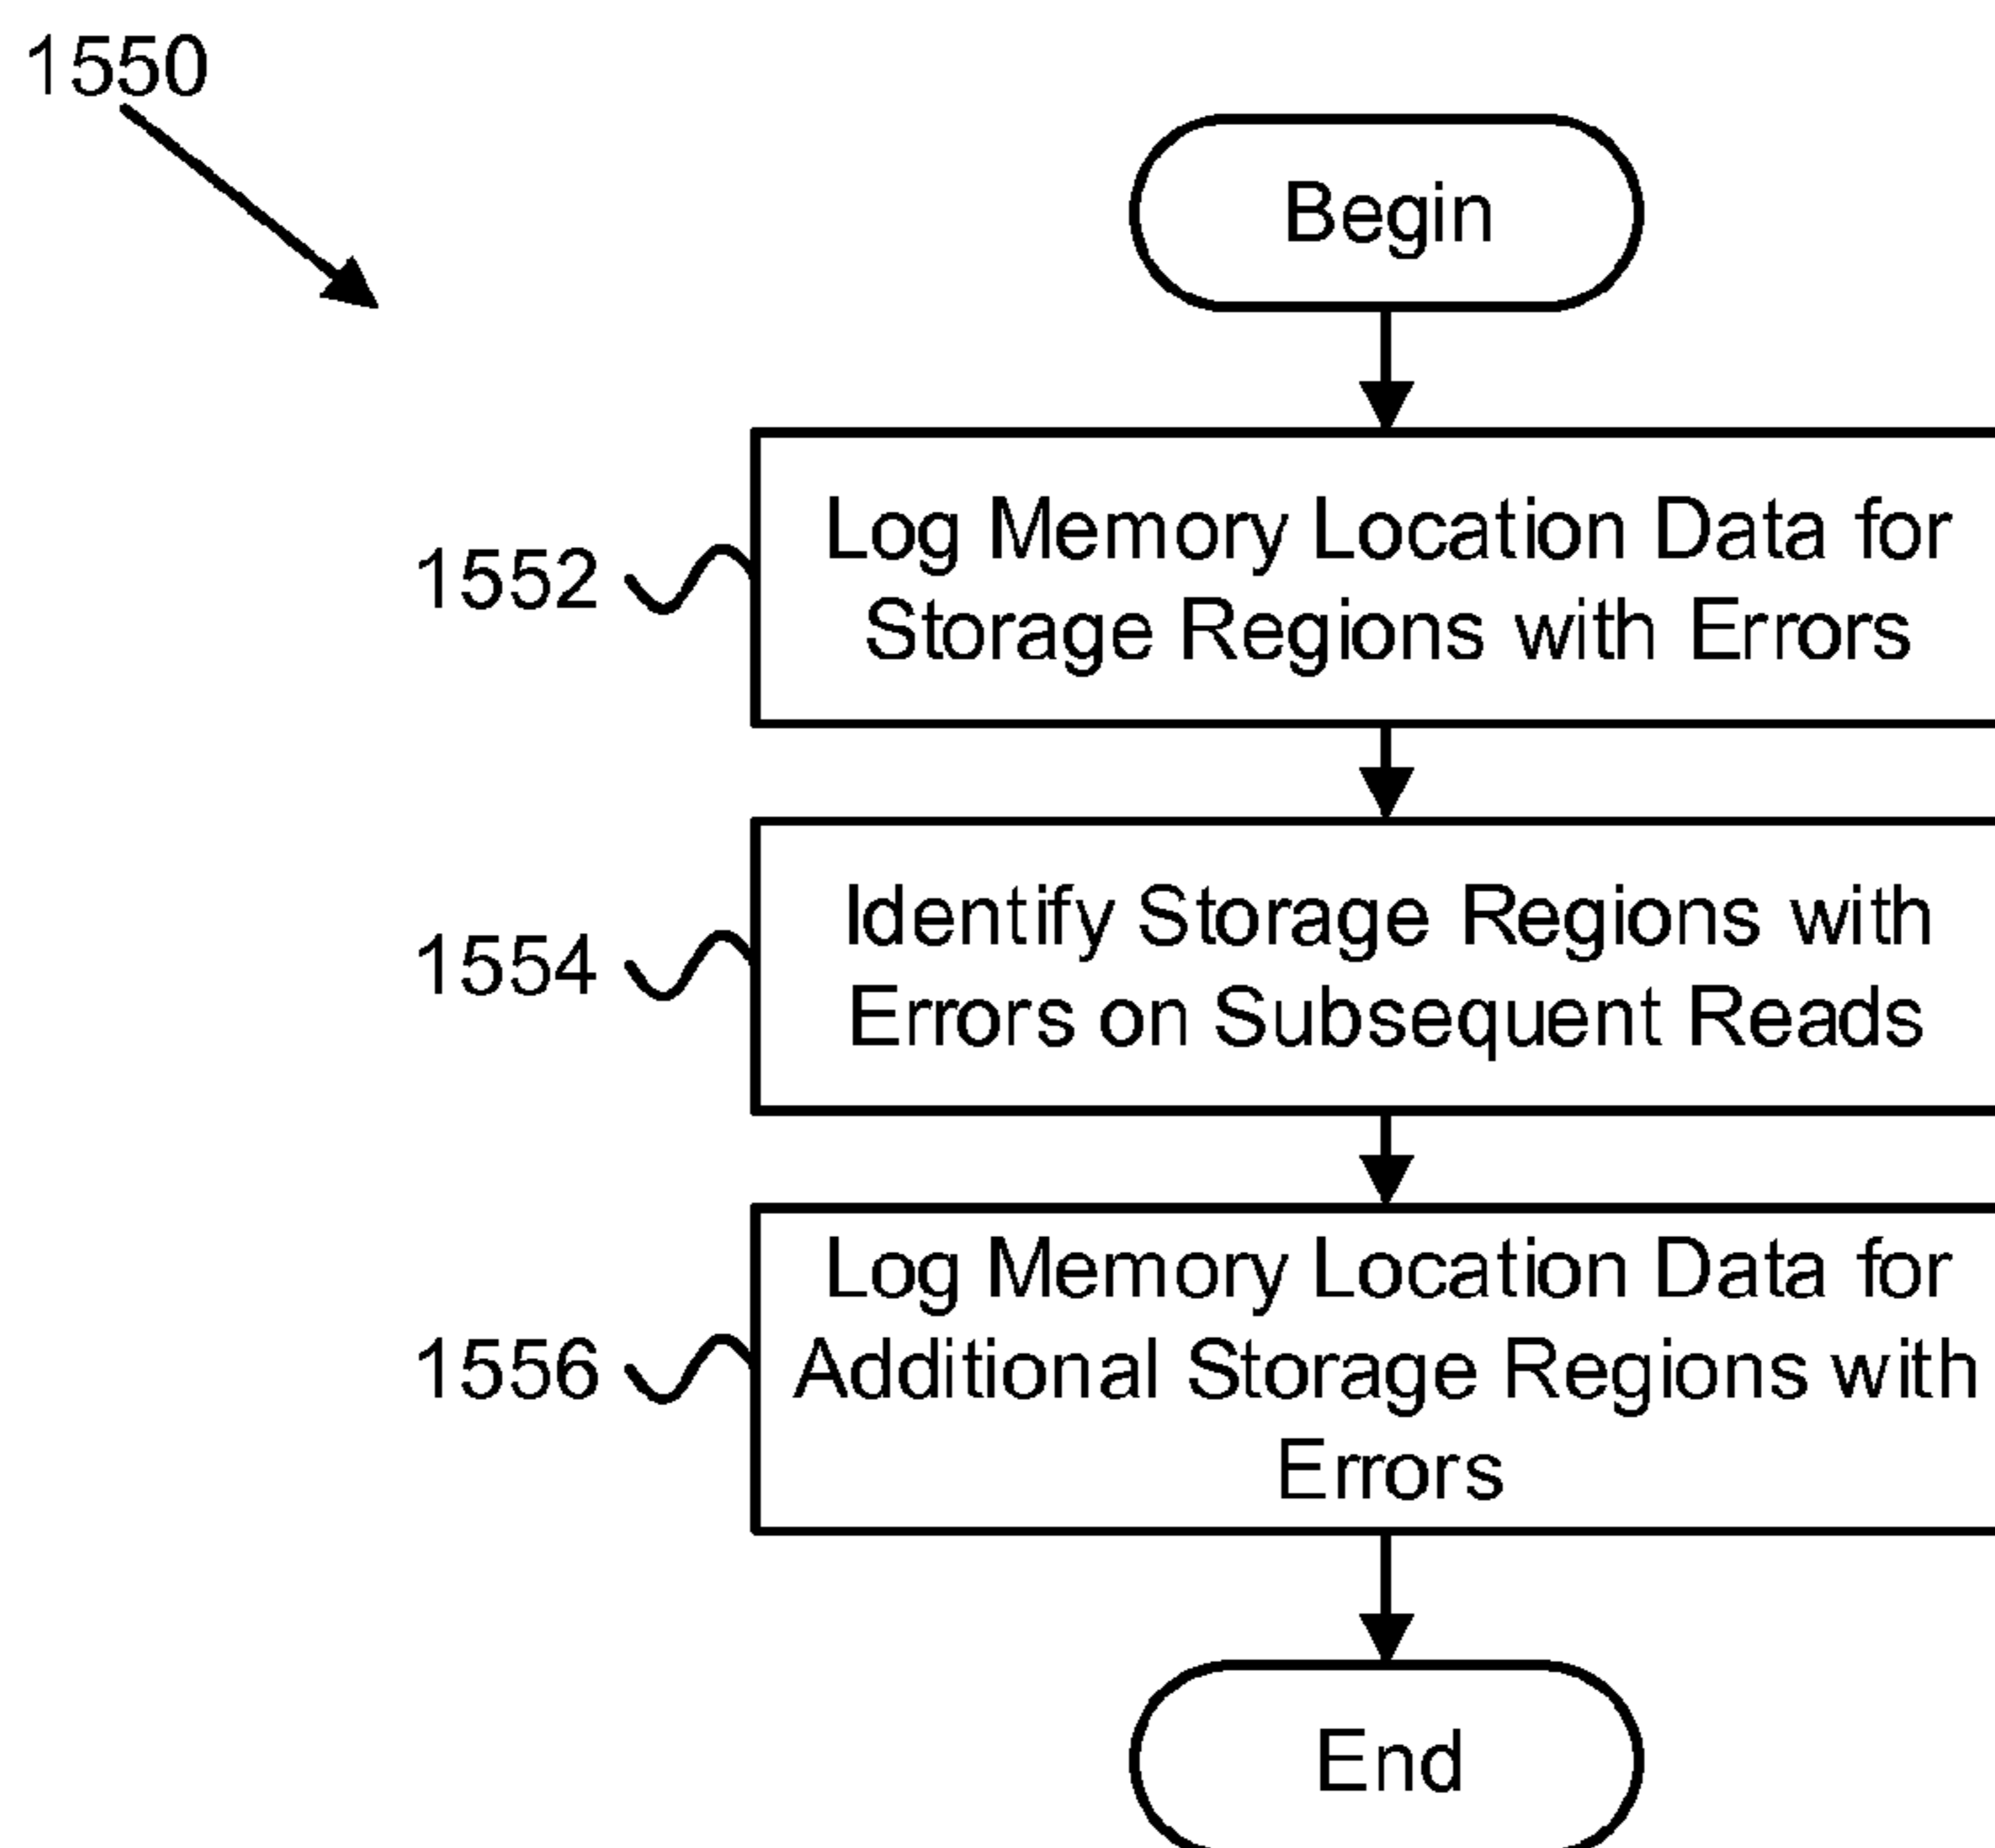 1550
Begin
1552
Log Memory Location Data for
Storage Regions with Errors
1554
Identify Storage Regions with
Errors on Subsequent Reads
1556
Log Memory Location Data for
Additional Storage Regions with
Errors
End